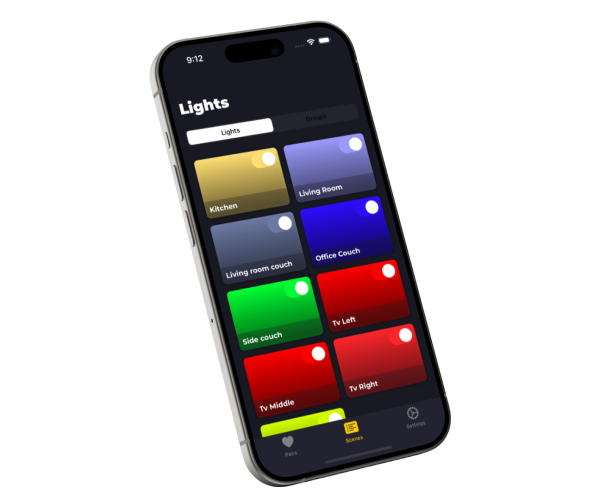 9:12
Lights
Lights
Groups
Kitchen
Living Room
Living room couch
Office Couch
Side couch
Tv Left
Tv Middle
Tv Right
Pairs
Scenes
Settings